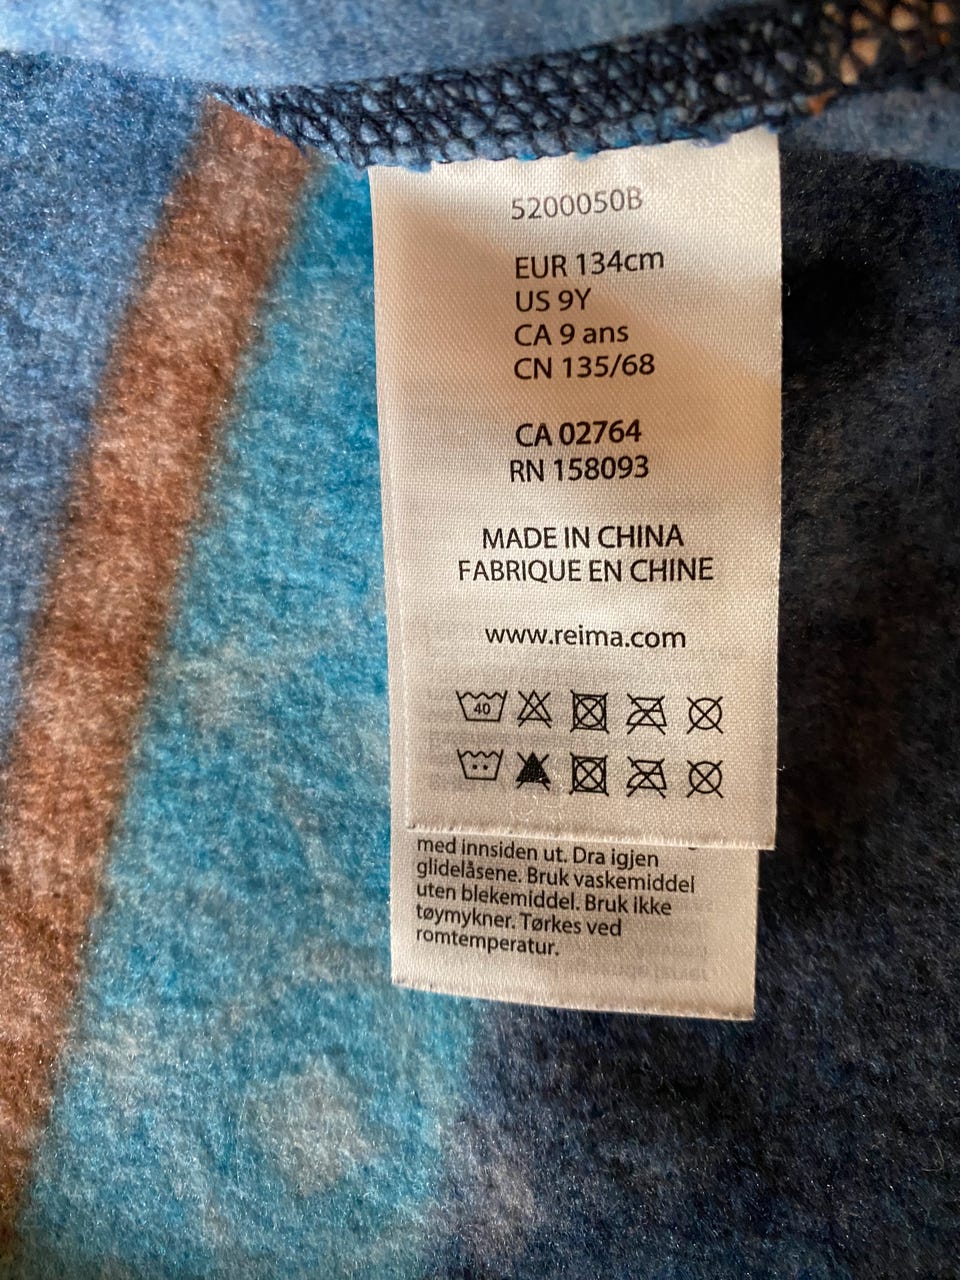 5200050B
EUR 134cm
US 9Y
CA 9 ans
CN 135/68
CA 02764
RN 158093
MADE IN CHINA
FABRIQUE EN CHINE
www.reima.com
40
med innsiden ut. Dra igjen
glidelåsene. Bruk vaskemiddel
uten blekemiddel. Bruk ikke
tøymykner. Tørkes ved
romtemperatur.